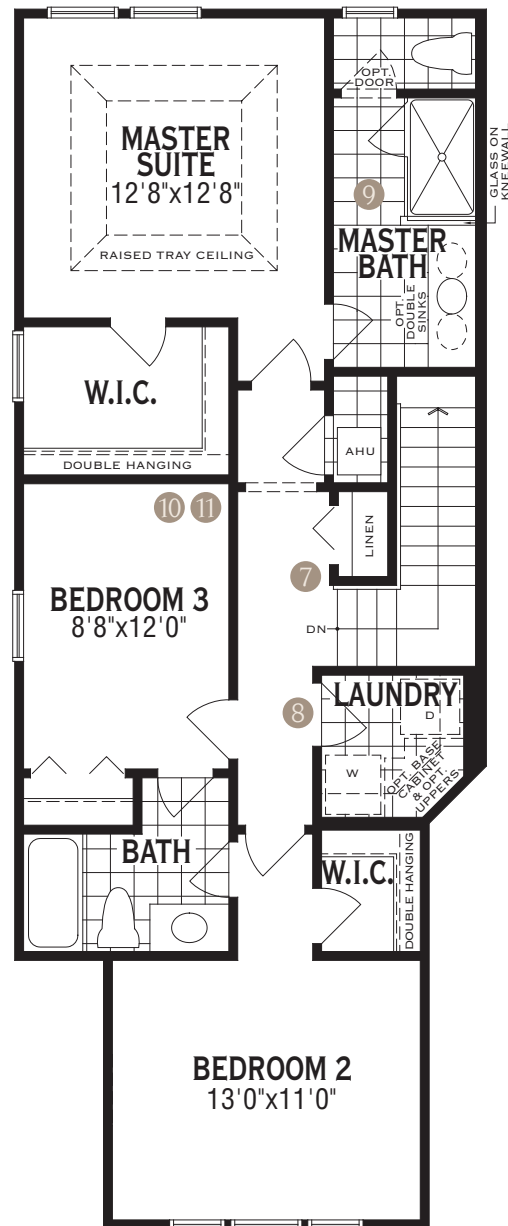 OPT.
DOOR
MASTER
SUITE
12'8"x12'8"
RAISED TRAY CEILING
GLASS ON
KNEEWALL
9
MASTER
BATH
OPT.
DOUBLE
SINKS
W.I.C.
DOUBLE HANGING
AHU
10 11
LINEN
7
BEDROOM 3
8'8"x12'0"
DN
8
LAUNDRY
D
W
OPT. BASE
CABINET
& OPT.
UPPERS
BATH
W.I.C.
DOUBLE HANGING
BEDROOM 2
13'0"x11'0"